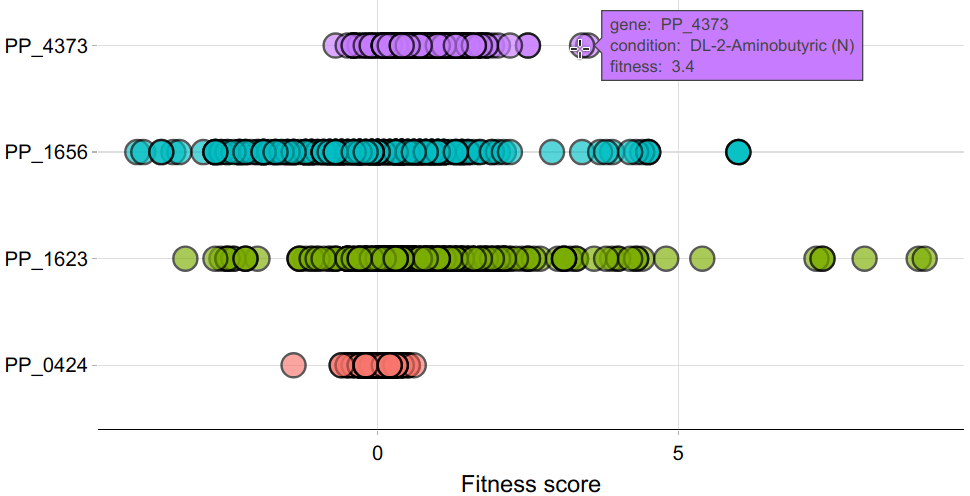 PP_4373
gene: PP_4373
condition: DL-2-Aminobutyric (N)
fitness: 3.4
PP_1656
PP_1623
PP_0424
0 5
Fitness score